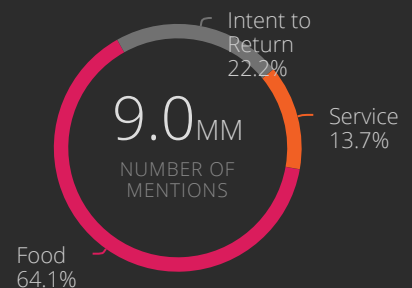 Intent to
Return
22.2%
9.0MM
NUMBER OF
MENTIONS
Service
13.7%
Food
64.1%